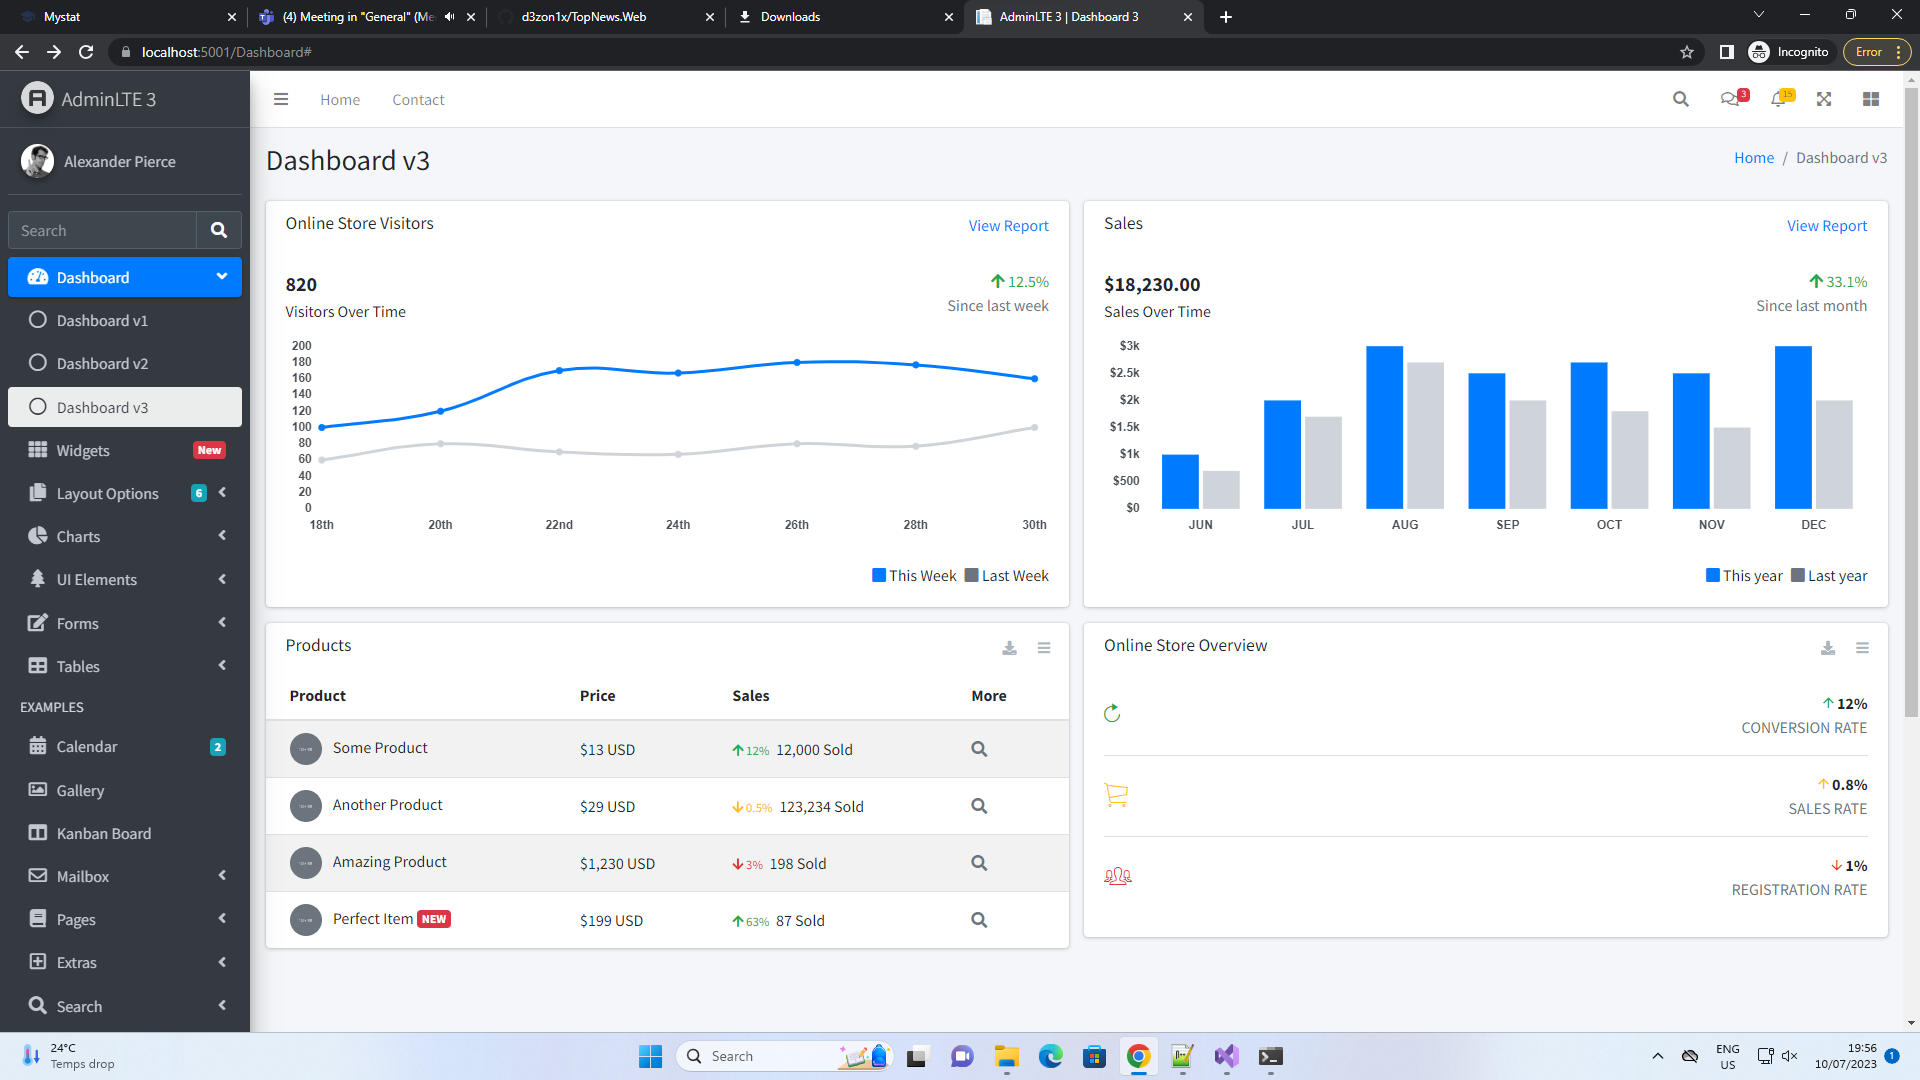 Mystat
(4) Meeting in "General" (Me
d3zon1x/TopNews.Web
Downloads
AdminLTE 3 | Dashboard 3
localhost:5001/Dashboard#
Incognito
Error
AdminLTE 3
Home
Contact
3
15
Alexander Pierce
Search
Dashboard
Dashboard v1
Dashboard v2
Dashboard v3
Widgets New
Layout Options 6
Charts
UI Elements
Forms
Tables
EXAMPLES
Calendar 2
Gallery
Kanban Board
Mailbox
Pages
Extras
Search
Dashboard v3
Home / Dashboard v3
Online Store Visitors
View Report
820
Visitors Over Time
12.5%
Since last week
200
180
160
140
120
100
80
60
40
20
0
18th 20th 22nd 24th 26th 28th 30th
This Week Last Week
Sales
View Report
$18,230.00
Sales Over Time
33.1%
Since last month
$3k
$2.5k
$2k
$1.5k
$1k
$500
$0
JUN JUL AUG SEP OCT NOV DEC
This year Last year
Products
Product Price Sales More
Some Product $13 USD 12% 12,000 Sold
Another Product $29 USD 0.5% 123,234 Sold
Amazing Product $1,230 USD 3% 198 Sold
Perfect Item NEW $199 USD 63% 87 Sold
Online Store Overview
12%
CONVERSION RATE
0.8%
SALES RATE
1%
REGISTRATION RATE
24°C
Temps drop
Search
ENG
US
19:56
10/07/2023
1